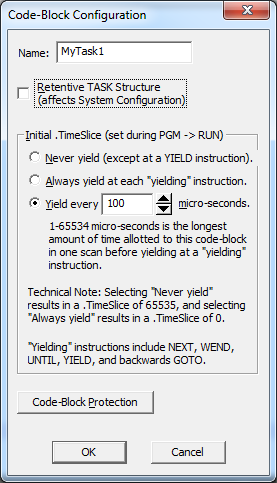 Code-Block Configuration
Name: MyTask1
Retentive TASK Structure
(affects System Configuration)
Initial .TimeSlice (set during PGM -> RUN)
Never yield (except at a YIELD instruction).
Always yield at each "yielding" instruction.
Yield every 100 micro-seconds.
1-65534 micro-seconds is the longest
amount of time allotted to this code-block
in one scan before yielding at a "yielding"
instruction.
Technical Note: Selecting "Never yield"
results in a .TimeSlice of 65535, and selecting
"Always yield" results in a .TimeSlice of 0.
"Yielding" instructions include NEXT, WEND,
UNTIL, YIELD, and backwards GOTO.
Code-Block Protection
OK Cancel